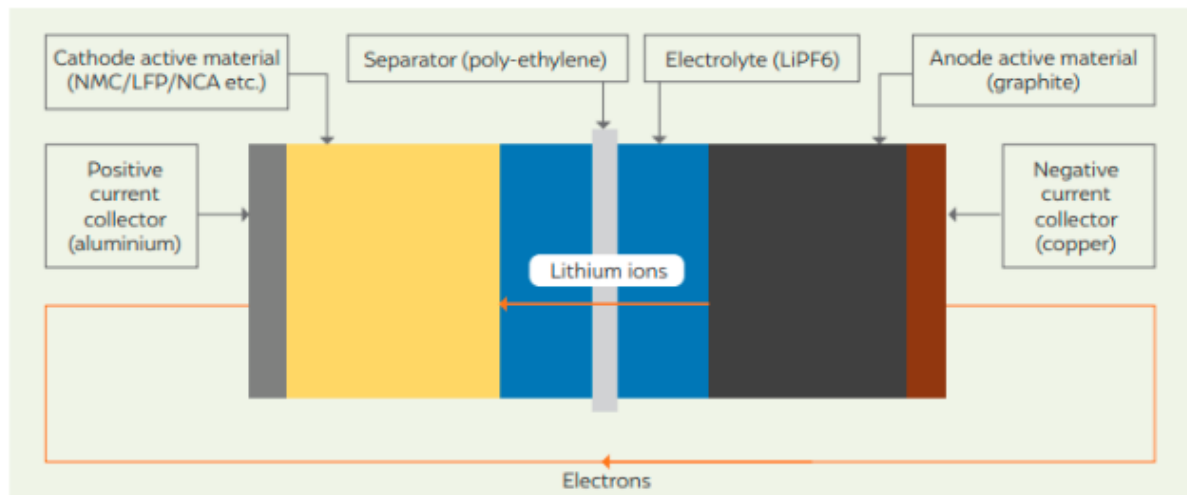 Cathode active material
(NMC/LFP/NCA etc.)
Separator (poly-ethylene)
Electrolyte (LiPF6)
Anode active material
(graphite)
Positive
current
collector
(aluminium)
Negative
current
collector
(copper)
Lithium ions
Electrons